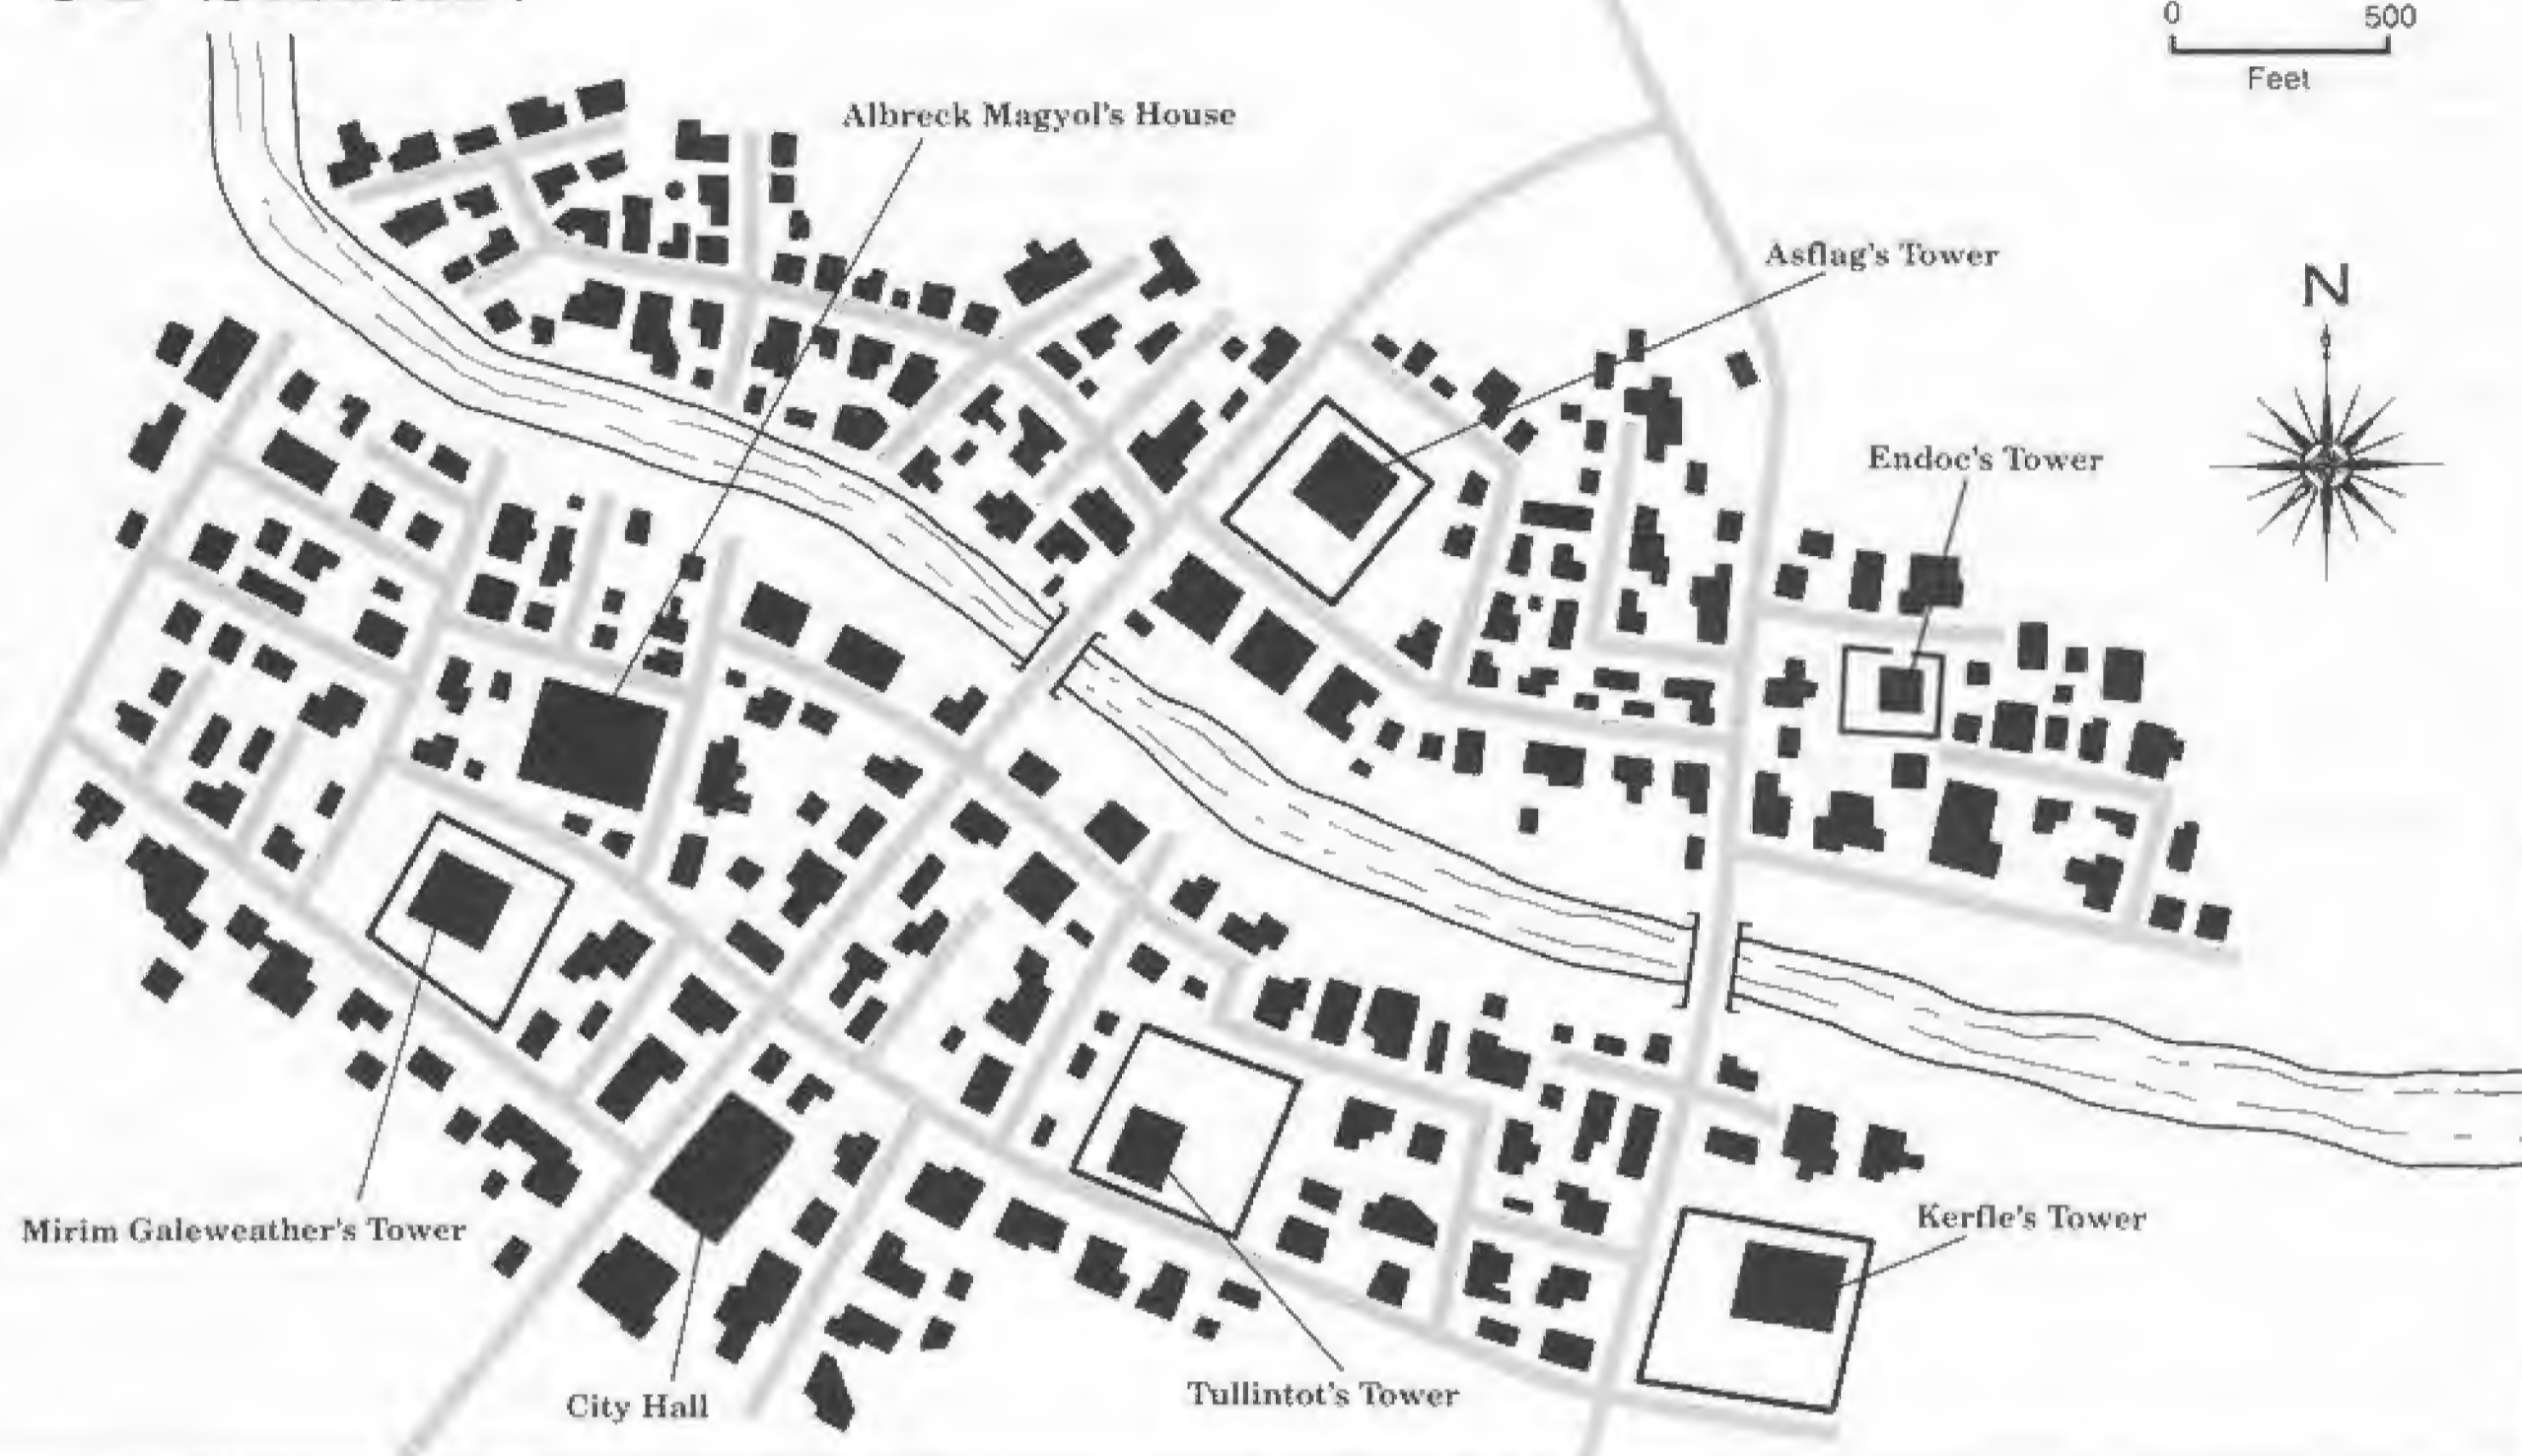 0 500
Feet
Albreck Magyol's House
Asflag's Tower
N
Endoc's Tower
Mirim Galeweather's Tower
Kerfle's Tower
Tullintot's Tower
City Hall